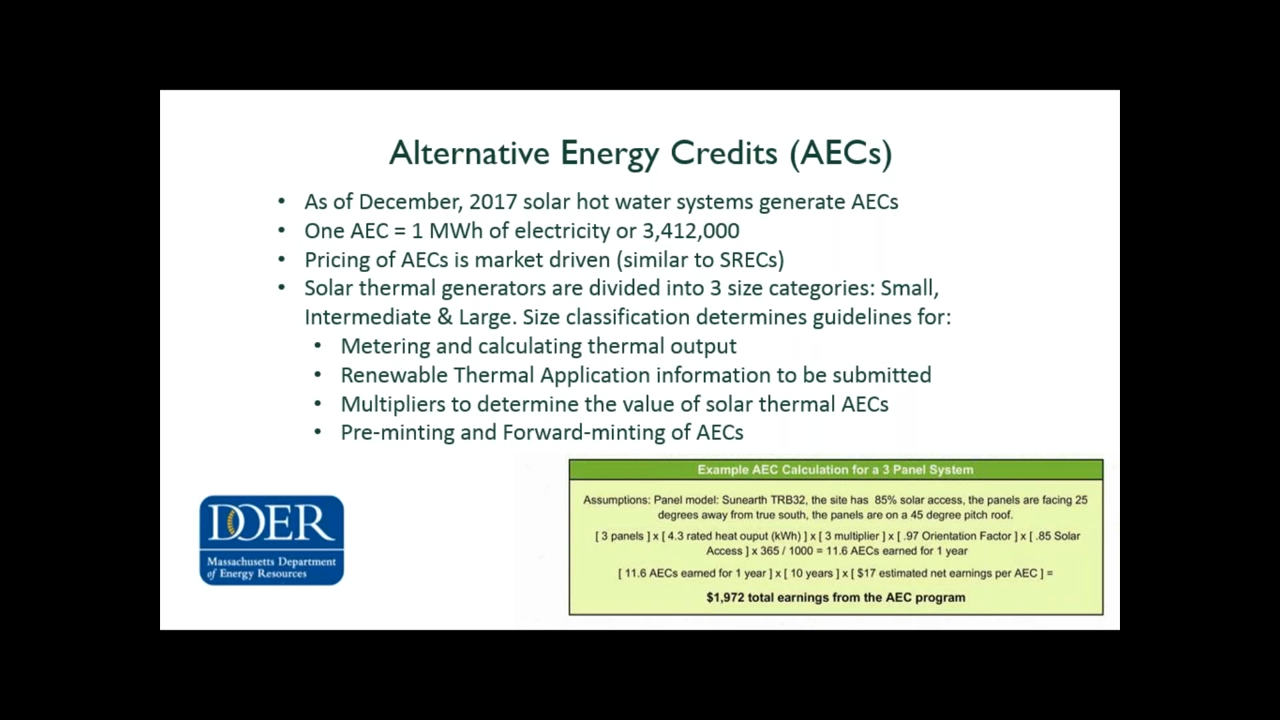 Alternative Energy Credits (AECs)
• As of December, 2017 solar hot water systems generate AECs
• One AEC = 1 MWh of electricity or 3,412,000
• Pricing of AECs is market driven (similar to SRECs)
• Solar thermal generators are divided into 3 size categories: Small,
Intermediate & Large. Size classification determines guidelines for:
• Metering and calculating thermal output
• Renewable Thermal Application information to be submitted
• Multipliers to determine the value of solar thermal AECs
• Pre-minting and Forward-minting of AECs
Example AEC Calculation for a 3 Panel System
Assumptions: Panel model: Sunearth TRB32, the site has 85% solar access, the panels are facing 25
degrees away from true south, the panels are on a 45 degree pitch roof.
[ 3 panels ] x [ 4.3 rated heat ouput (kWh) ] x [ 3 multiplier ] x [ .97 Orientation Factor ] x [ .85 Solar
Access ] x 365 / 1000 = 11.6 AECs earned for 1 year
[ 11.6 AECs earned for 1 year ] x [ 10 years ] x [ $17 estimated net earnings per AEC ] =
$1,972 total earnings from the AEC program
DOER
Massachusetts Department
of Energy Resources